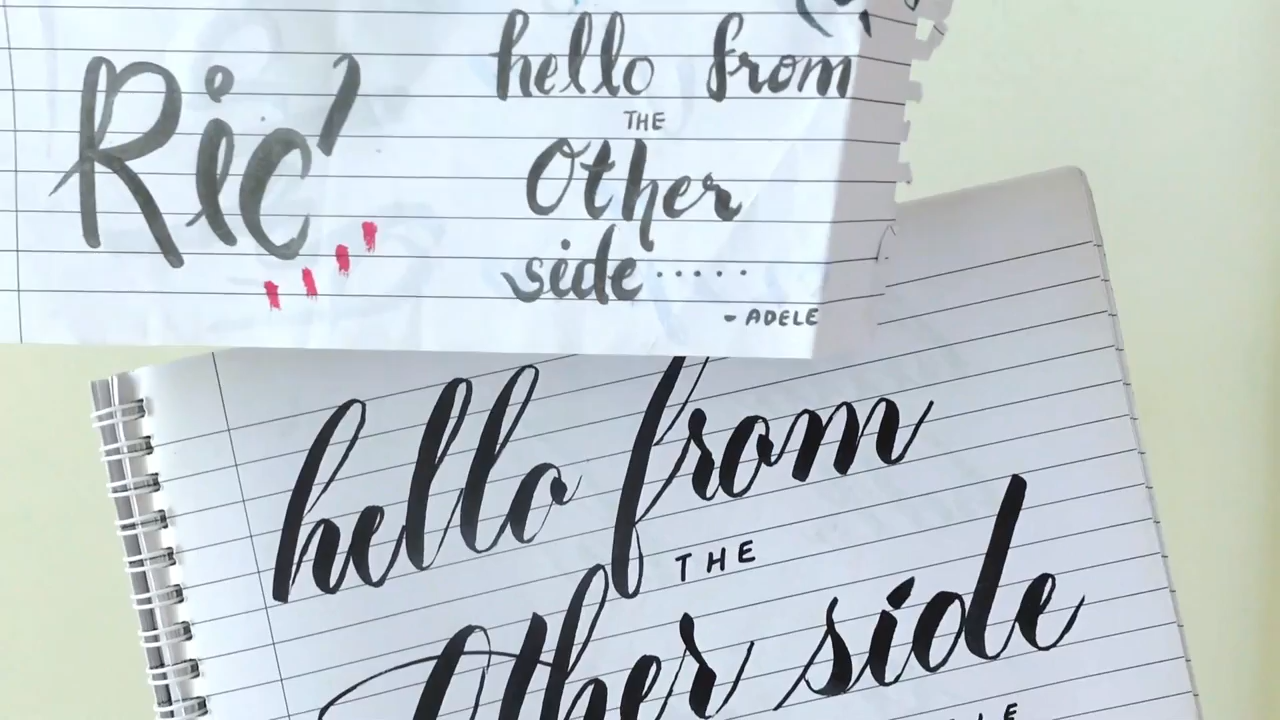 Ric'
hello from
THE
Other
side.....
- ADELE
hello from
THE
Other side